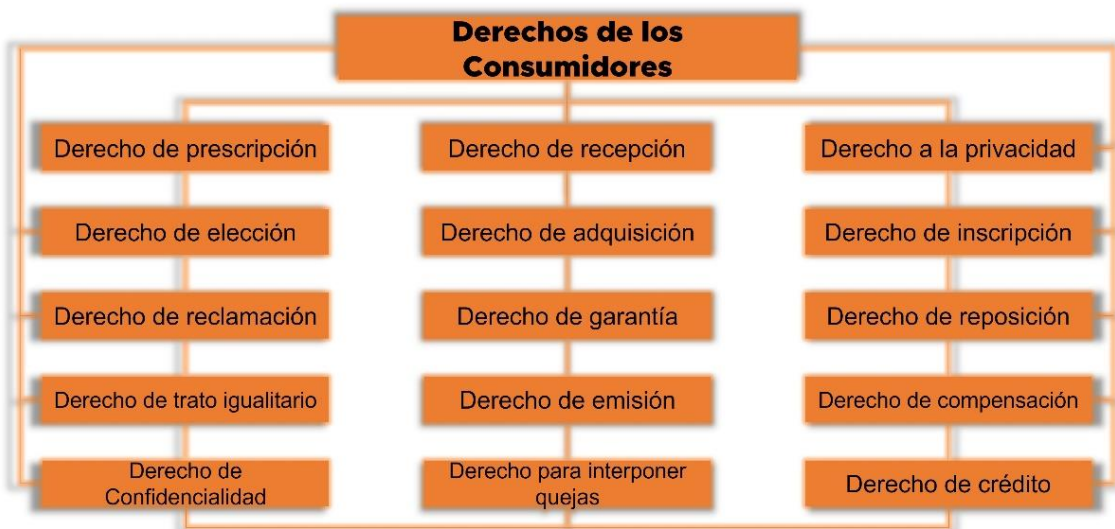 Derechos de los
Consumidores
Derecho de prescripción
Derecho de recepción
Derecho a la privacidad
Derecho de elección
Derecho de adquisición
Derecho de inscripción
Derecho de reclamación
Derecho de garantía
Derecho de reposición
Derecho de trato igualitario
Derecho de emisión
Derecho de compensación
Derecho de
Confidencialidad
Derecho para interponer
quejas
Derecho de crédito